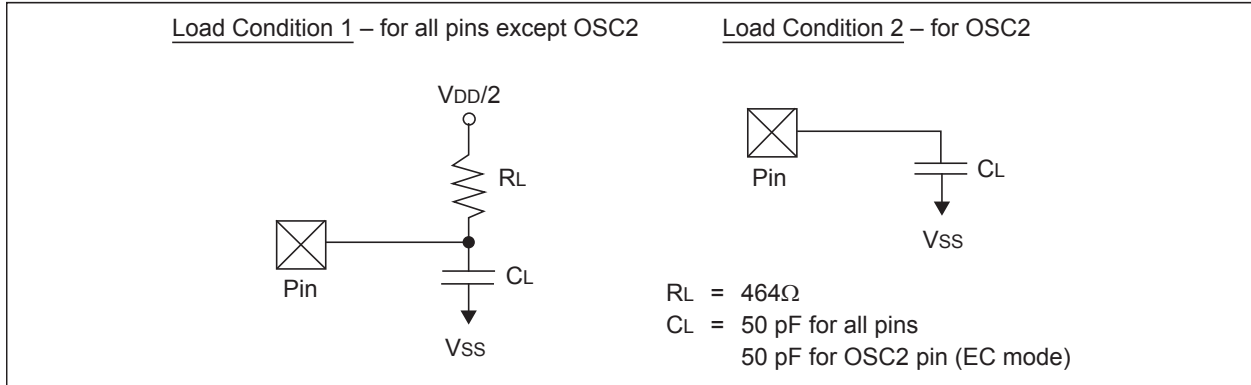 Load Condition 1 – for all pins except OSC2
Load Condition 2 – for OSC2
VDD/2
RL
Pin
CL
VSS
Pin
CL
VSS
RL = 464Ω
CL = 50 pF for all pins
50 pF for OSC2 pin (EC mode)